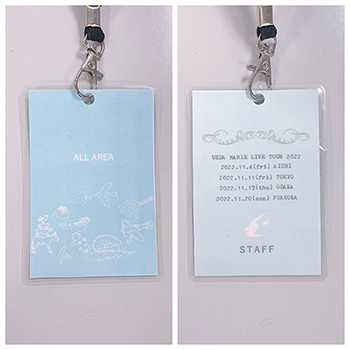 ALL AREA
UEDA MARIE LIVE TOUR 2022
2022.11.4(fri) AICHI
2022.11.11(fri) TOKYO
2022.11.17(thu) OSAKA
2022.11.20(sun) FUKUOKA
STAFF